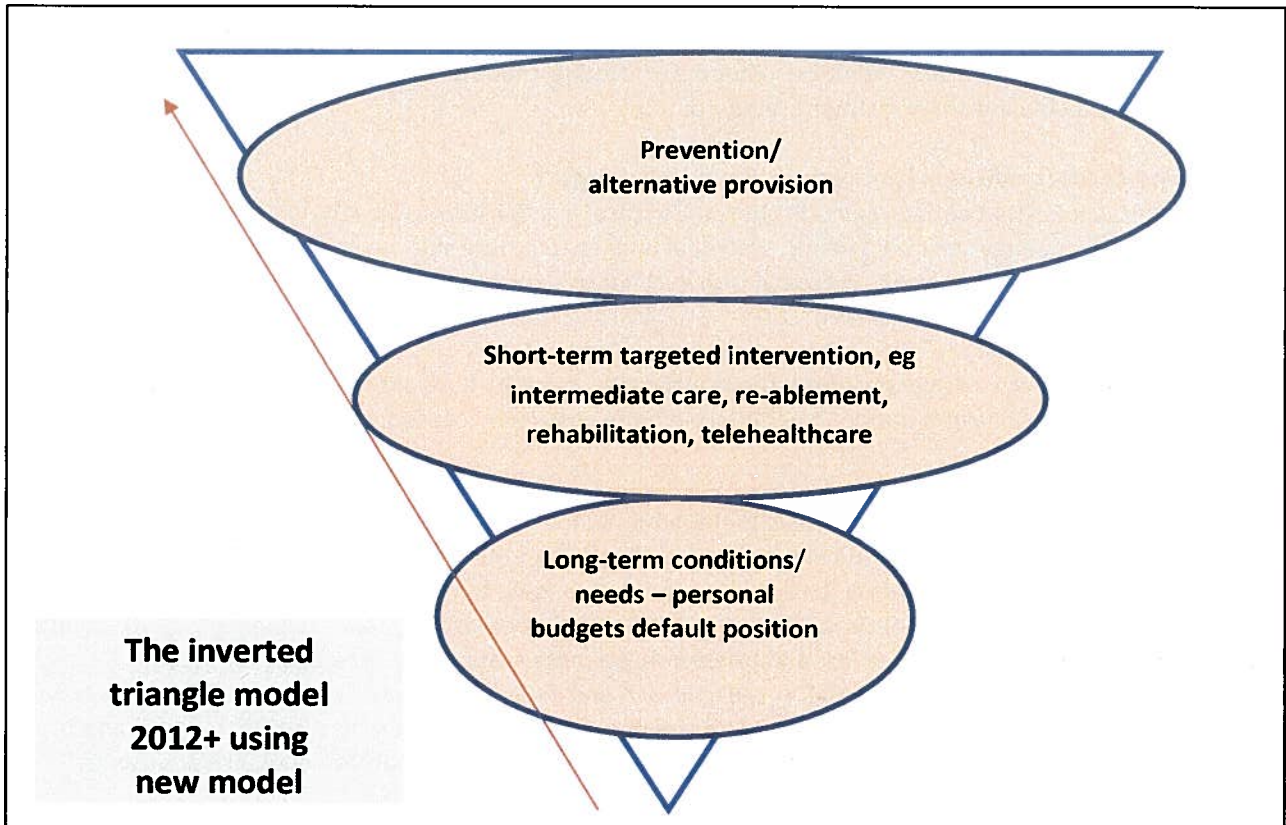 Prevention/
alternative provision
Short-term targeted intervention, eg
intermediate care, re-ablement,
rehabilitation, telehealthcare
Long-term conditions/
needs – personal
budgets default position
The inverted
triangle model
2012+ using
new model